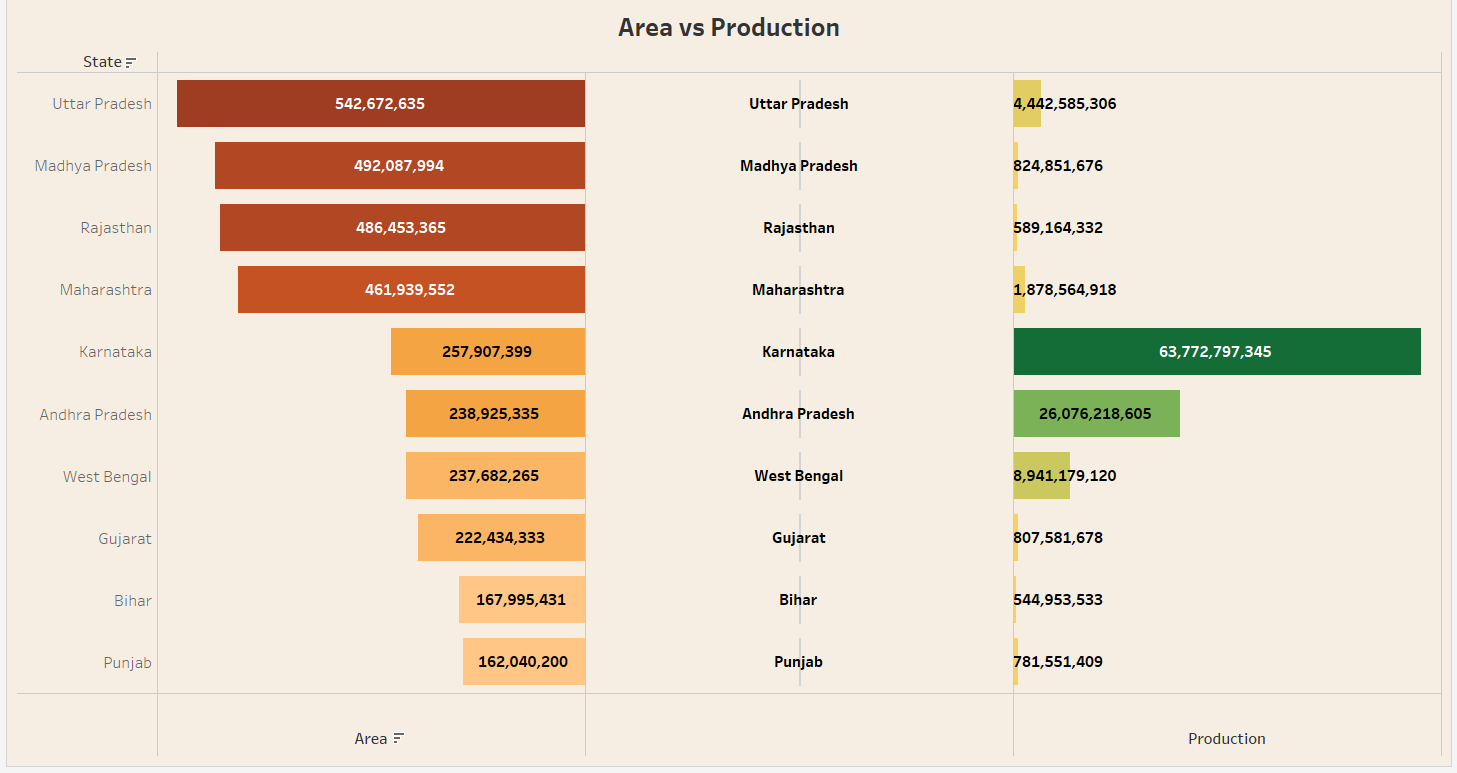 Area vs Production
State
Uttar Pradesh 542,672,635 Uttar Pradesh 4,442,585,306
Madhya Pradesh 492,087,994 Madhya Pradesh 824,851,676
Rajasthan 486,453,365 Rajasthan 589,164,332
Maharashtra 461,939,552 Maharashtra 1,878,564,918
Karnataka 257,907,399 Karnataka 63,772,797,345
Andhra Pradesh 238,925,335 Andhra Pradesh 26,076,218,605
West Bengal 237,682,265 West Bengal 8,941,179,120
Gujarat 222,434,333 Gujarat 807,581,678
Bihar 167,995,431 Bihar 544,953,533
Punjab 162,040,200 Punjab 781,551,409
Area Production